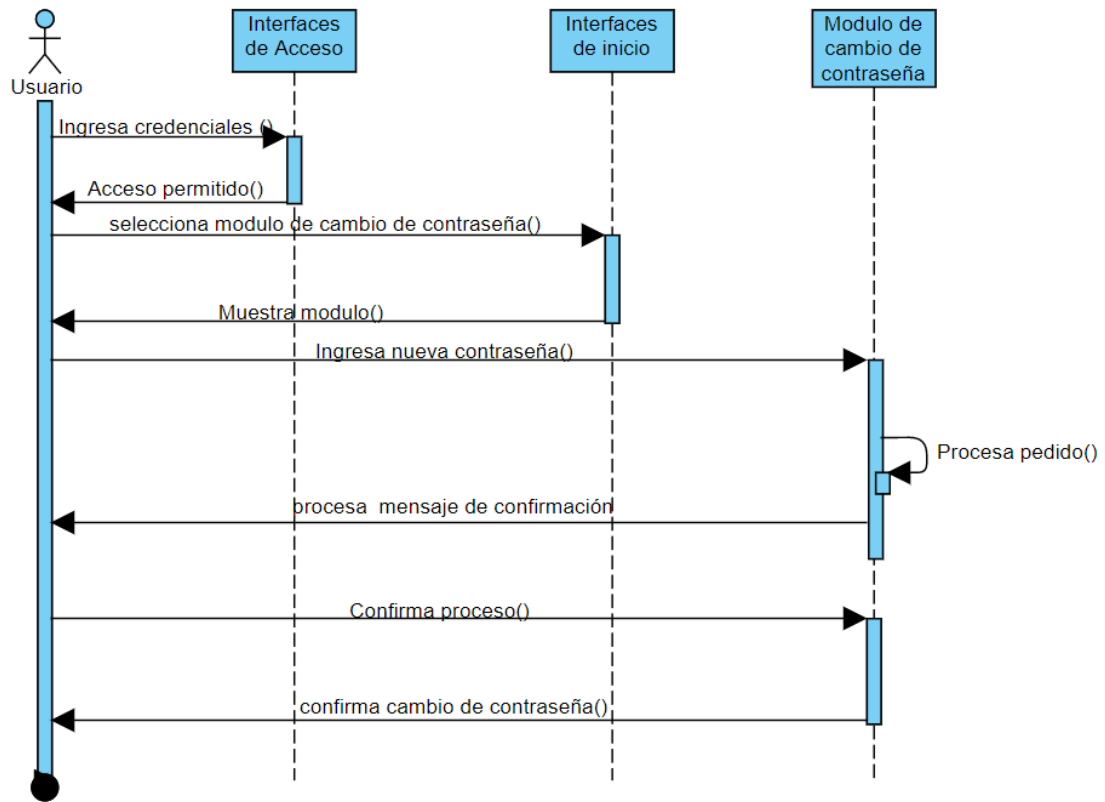 Usuario
Interfaces
de Acceso
Interfaces
de inicio
Modulo de
cambio de
contraseña
Ingresa credenciales ()
Acceso permitido()
selecciona modulo de cambio de contraseña()
Muestra modulo()
Ingresa nueva contraseña()
Procesa pedido()
procesa  mensaje de confirmación
Confirma proceso()
confirma cambio de contraseña()